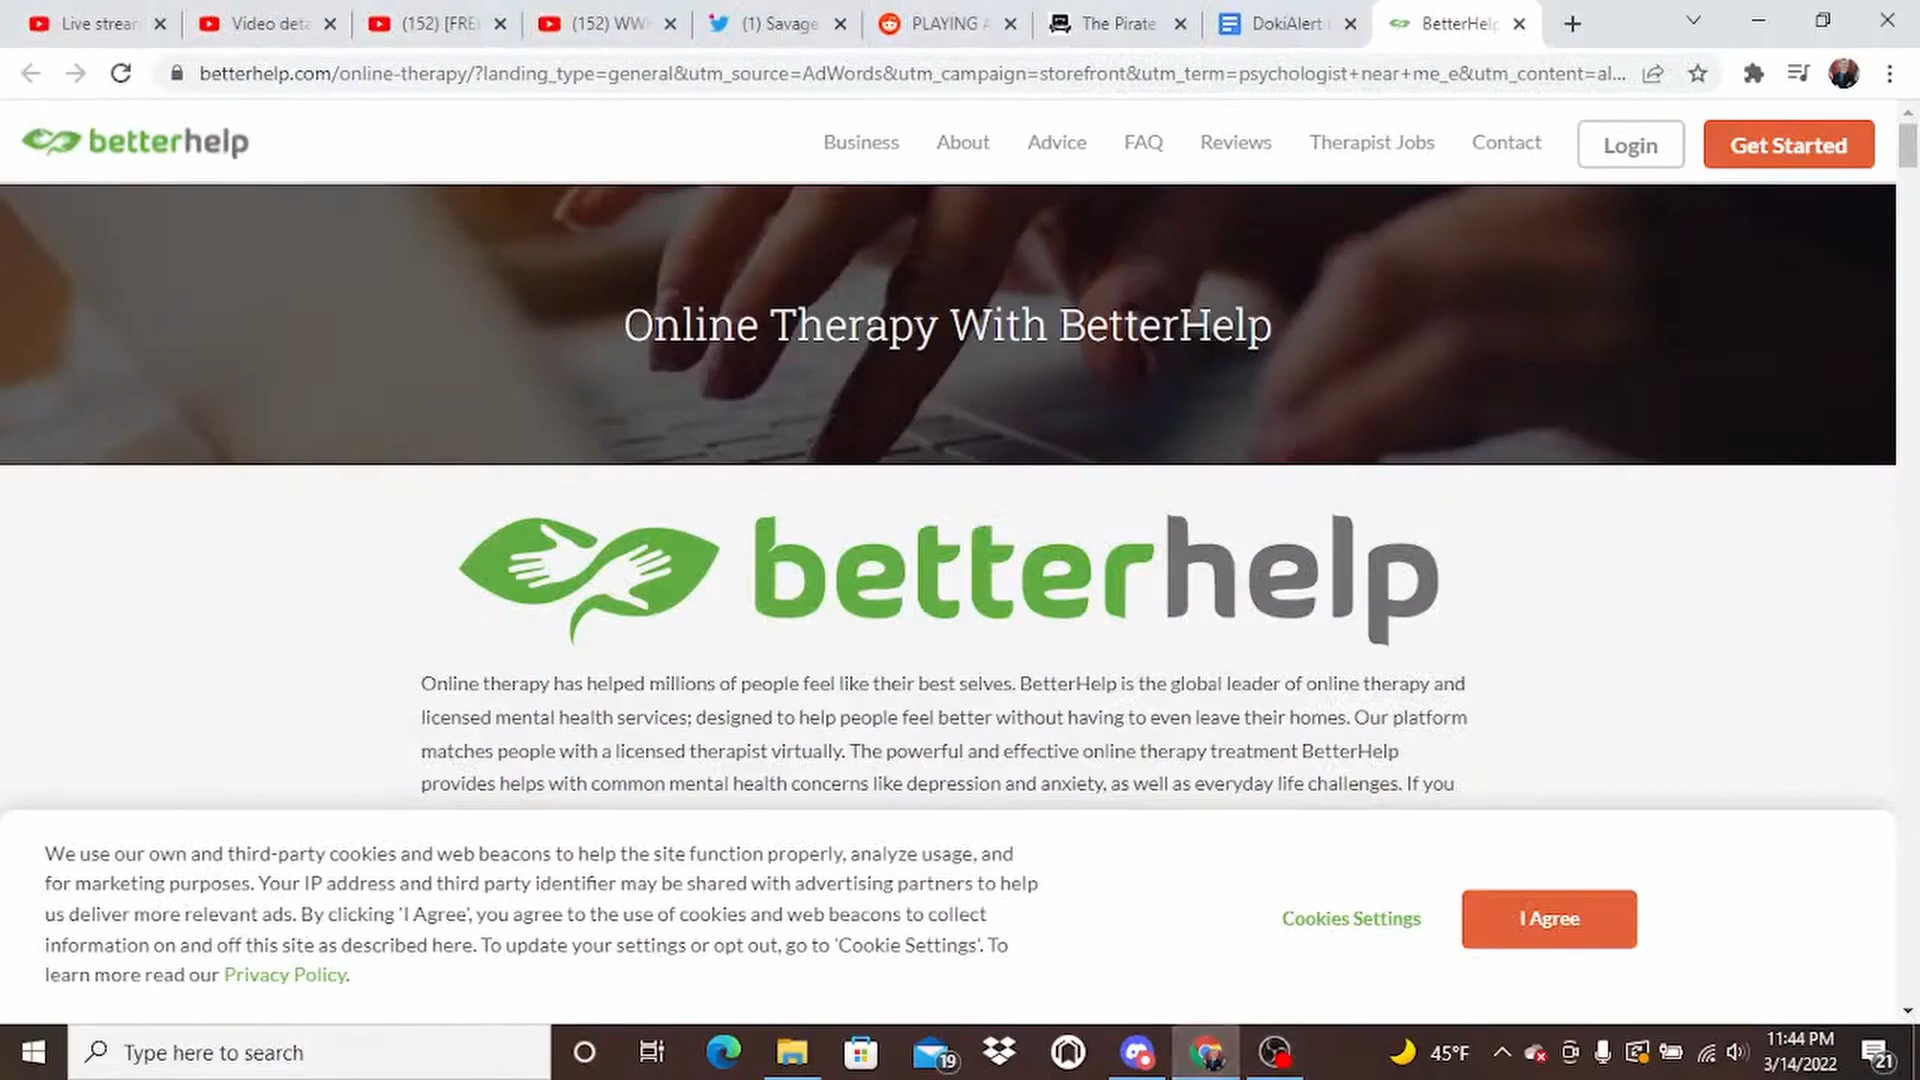 Live strear
Video deta
(152) [FREE
(152) WWE
(1) Savage
PLAYING A
The Pirate
DokiAlert
BetterHelp
betterhelp.com/online-therapy/?landing_type=general&utm_source=AdWords&utm_campaign=storefront&utm_term=psychologist+near+me_e&utm_content=al...
betterhelp
Business
About
Advice
FAQ
Reviews
Therapist Jobs
Contact
Login
Get Started
Online Therapy With BetterHelp
betterhelp
Online therapy has helped millions of people feel like their best selves. BetterHelp is the global leader of online therapy and
licensed mental health services; designed to help people feel better without having to even leave their homes. Our platform
matches people with a licensed therapist virtually. The powerful and effective online therapy treatment BetterHelp
provides helps with common mental health concerns like depression and anxiety, as well as everyday life challenges. If you
We use our own and third-party cookies and web beacons to help the site function properly, analyze usage, and
for marketing purposes. Your IP address and third party identifier may be shared with advertising partners to help
us deliver more relevant ads. By clicking 'I Agree', you agree to the use of cookies and web beacons to collect
information on and off this site as described here. To update your settings or opt out, go to 'Cookie Settings'. To
learn more read our Privacy Policy.
Cookies Settings
I Agree
Type here to search
19
45°F
11:44 PM
3/14/2022
21